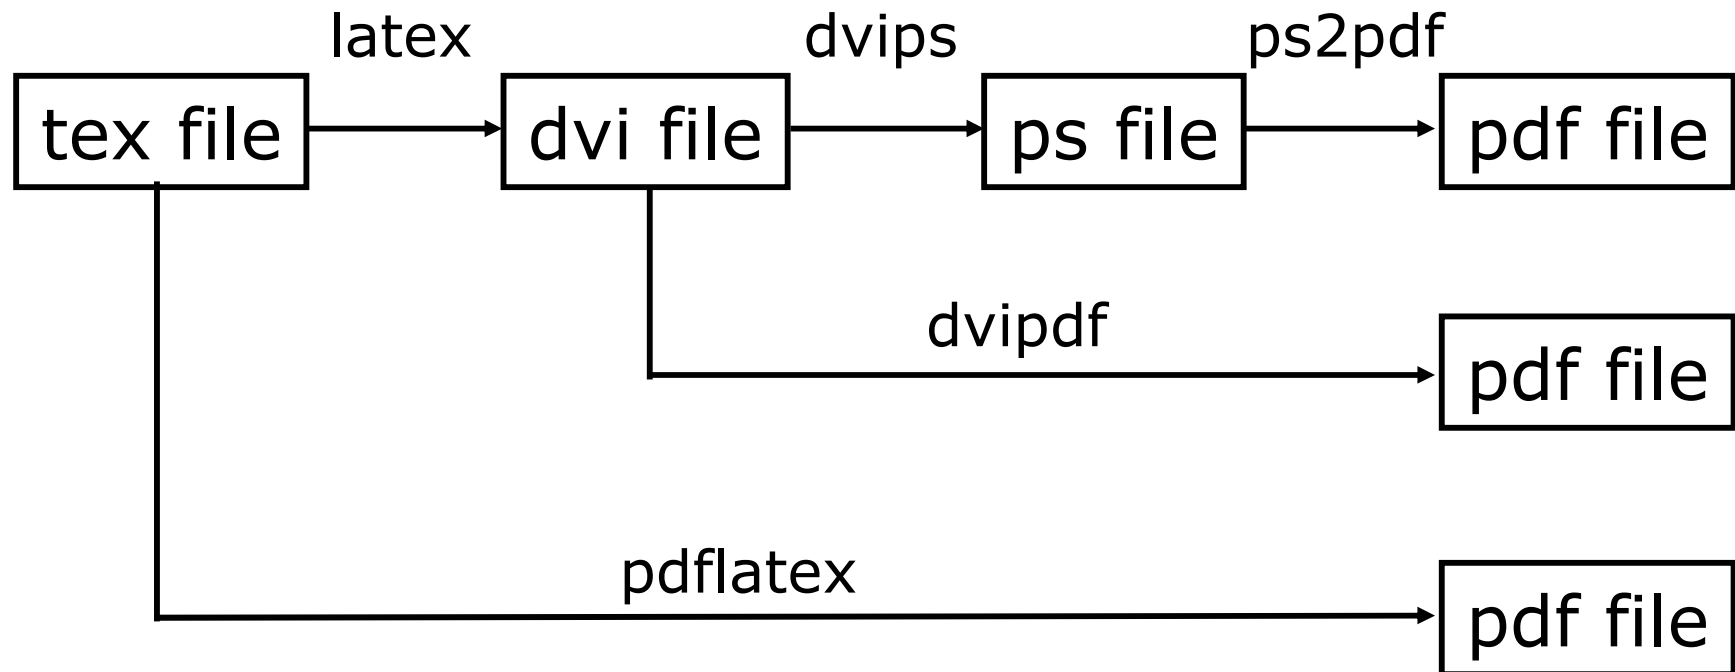 latex dvips ps2pdf
tex file dvi file ps file pdf file
dvipdf
pdf file
pdflatex
pdf file